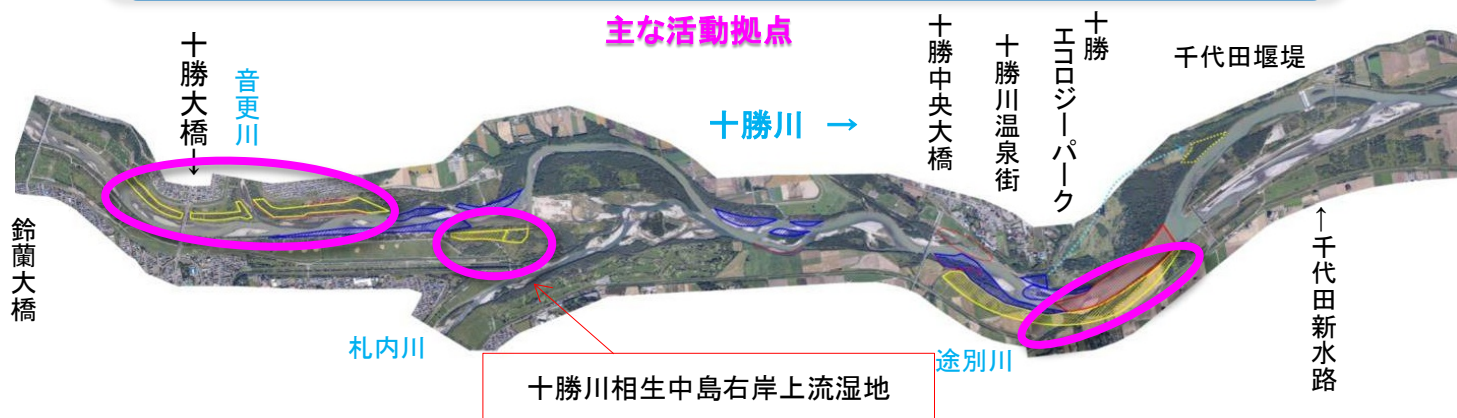 主な活動拠点
十勝大橋↓
音更川
十勝川 →
十勝中央大橋
十勝川温泉街
十勝
エコロジーパーク
千代田堰堤
鈴蘭大橋
札内川
十勝川相生中島右岸上流湿地
途別川
←千代田新水路